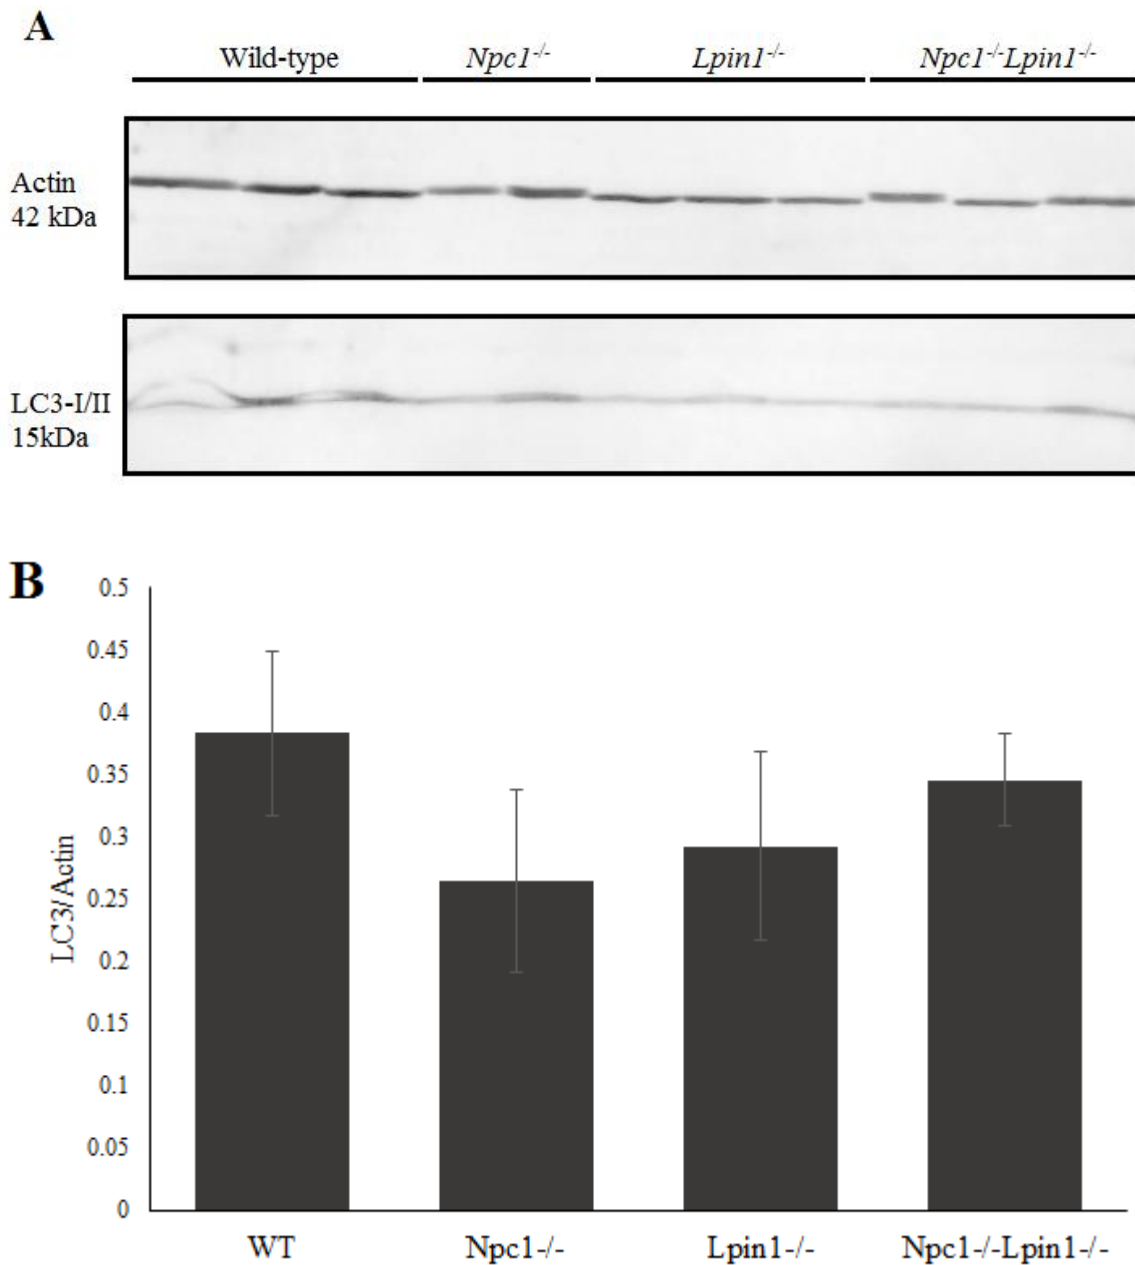 A
Wild-type Npc1-/- Lpin1-/- Npc1-/-Lpin1-/-
Actin
42 kDa
LC3-I/II
15kDa
B
0.5
0.45
0.4
0.35
0.3
0.25
0.2
0.15
0.1
0.05
0
LC3/Actin
WT Npc1-/- Lpin1-/- Npc1-/-Lpin1-/-